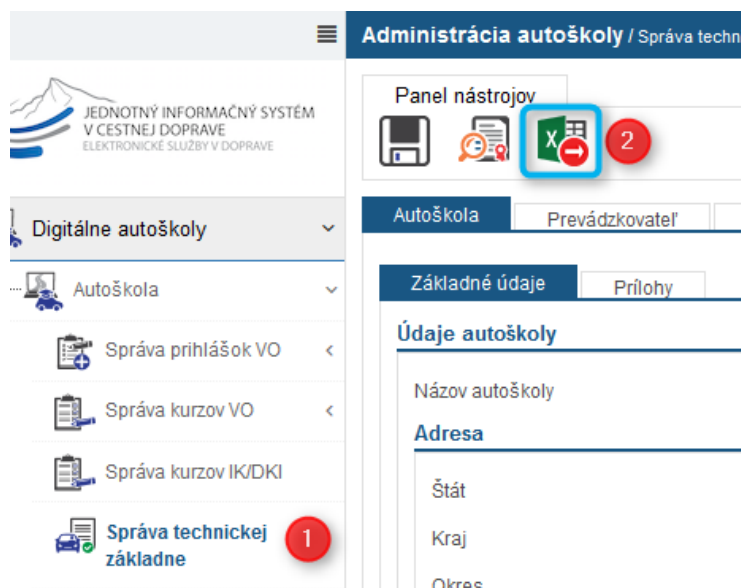 Administrácia autoškoly / Správa techn
JEDNOTNÝ INFORMAČNÝ SYSTÉM
V CESTNEJ DOPRAVE
ELEKTRONICKÉ SLUŽBY V DOPRAVE
Panel nástrojov
X
2
Digitálne autoškoly
Autoškola
Správa prihlášok VO
Správa kurzov VO
Správa kurzov IK/DKI
Správa technickej
základne
1
Autoškola
Prevádzkovateľ
Základné údaje
Prílohy
Údaje autoškoly
Názov autoškoly
Adresa
Štát
Kraj
Okres